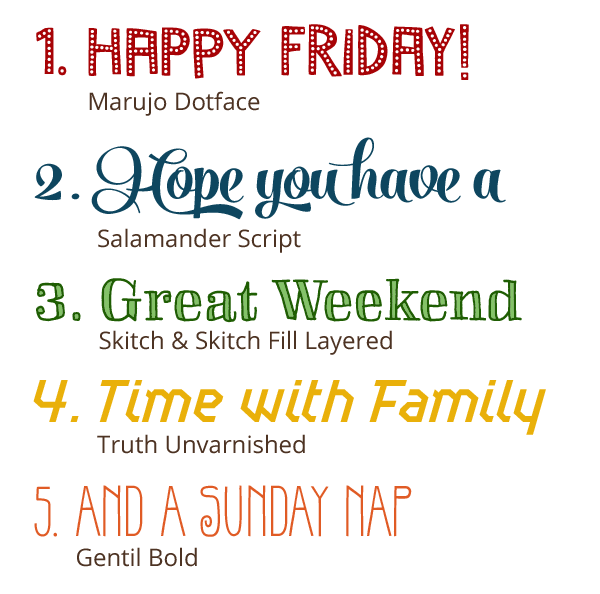 1. HAPPY FRIDAY!
Marujo Dotface
2. Hope you have a
Salamander Script
3. Great Weekend
Skitch & Skitch Fill Layered
4. Time with Family
Truth Unvarnished
5. AND A SUNDAY NAP
Gentil Bold